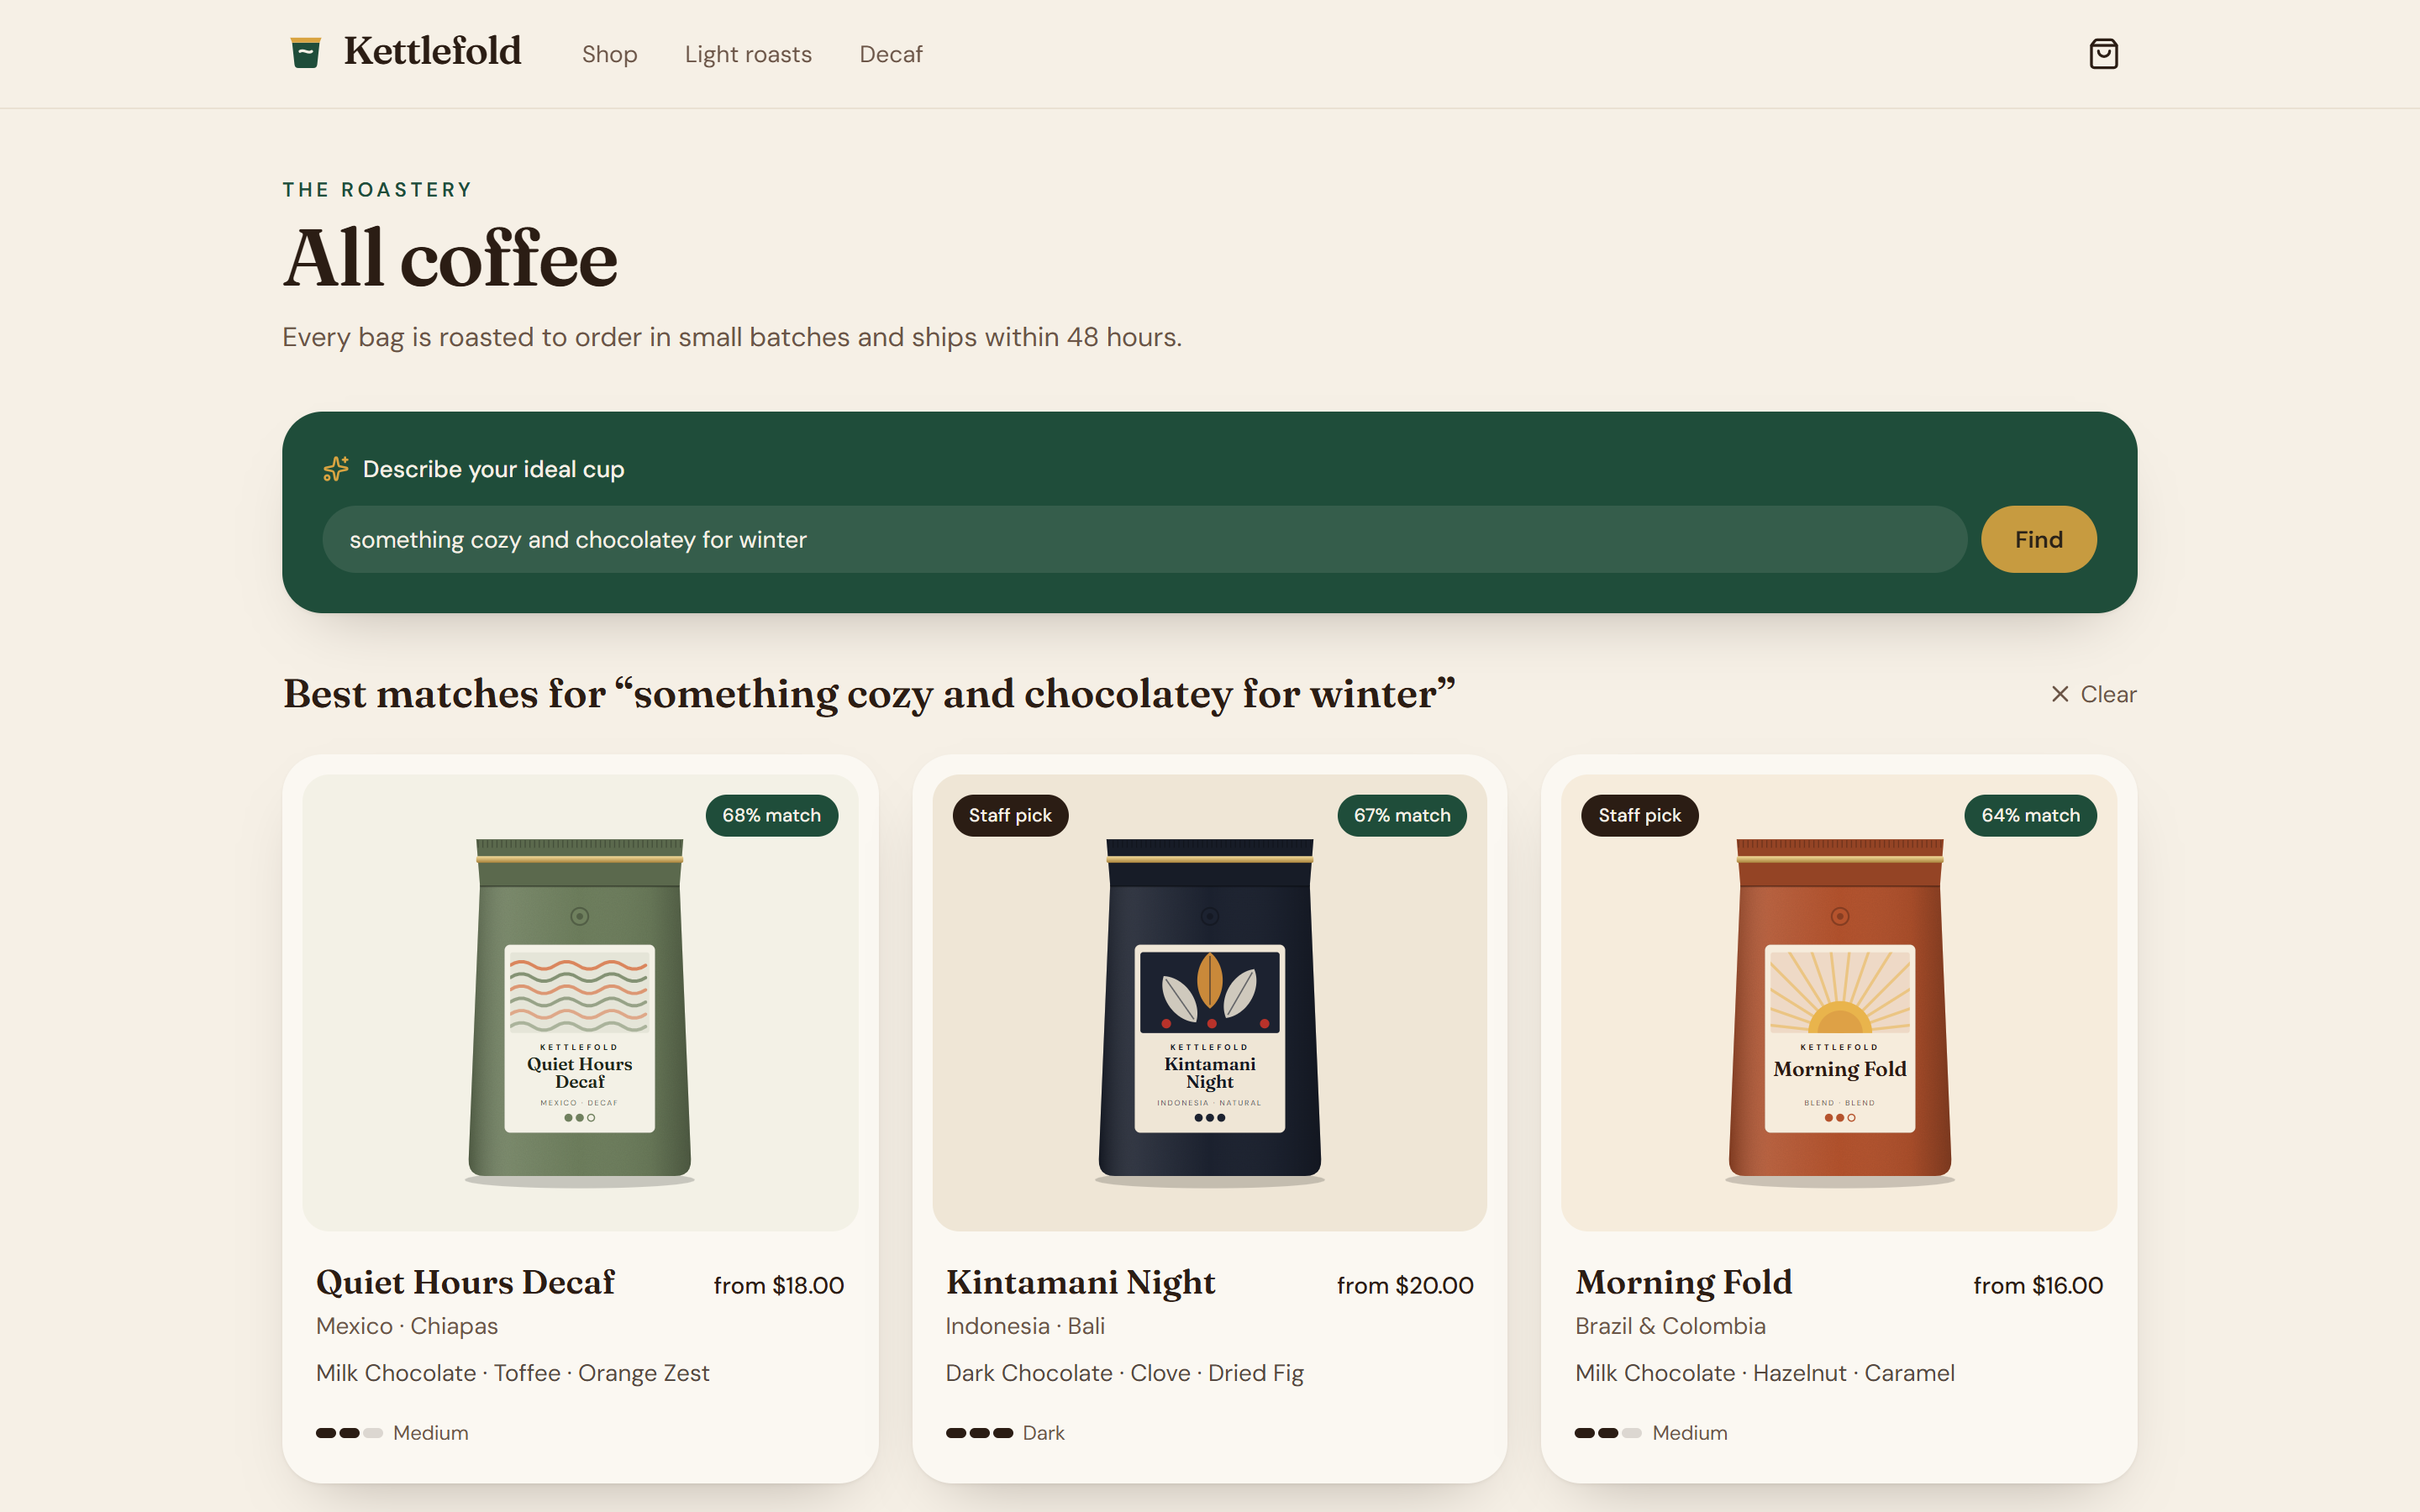 Kettlefold
Shop
Light roasts
Decaf
THE ROASTERY
All coffee
Every bag is roasted to order in small batches and ships within 48 hours.
Describe your ideal cup
something cozy and chocolatey for winter
Find
Best matches for “something cozy and chocolatey for winter”
Clear
68% match
KETTLEFOLD
Quiet Hours
Decaf
MEXICO · DECAF
Quiet Hours Decaf
from $18.00
Mexico · Chiapas
Milk Chocolate · Toffee · Orange Zest
Medium
Staff pick
67% match
KETTLEFOLD
Kintamani
Night
INDONESIA · NATURAL
Kintamani Night
from $20.00
Indonesia · Bali
Dark Chocolate · Clove · Dried Fig
Dark
Staff pick
64% match
KETTLEFOLD
Morning Fold
BLEND · BLEND
Morning Fold
from $16.00
Brazil & Colombia
Milk Chocolate · Hazelnut · Caramel
Medium